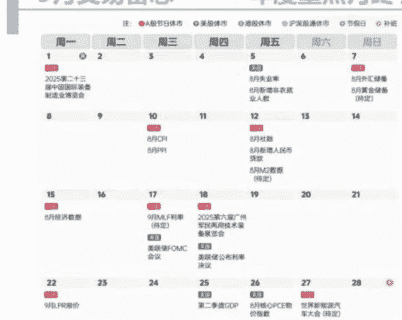 注: A股节日休市 美股休市 港股休市 沪深股通休市 节假日 补班
周一 周二 周三 周四 周五 周六 周日
1 2 3 4 5 6 7
2025第二十三
届中国国际装备
制造业博览会
8月失业率
8月新增非农就
业人数
8月外汇储备
8月黄金储备
(待定)
8 9 10 11 12 13 14
8月CPI
8月PPI
8月社融
8月新增人民币
贷款
8月M2数据
(待定)
15 16 17 18 19 20 21
8月经济数据
9月MLF利率
(待定)
美联储FOMC
会议
2025第六届广州
军民两用技术装
备展览会
美联储公布利率
决议
22 23 24 25 26 27 28
9月LPR报价
第二季度GDP
8月核心PCE物
价指数
世界新能源汽
车大会 (待定)